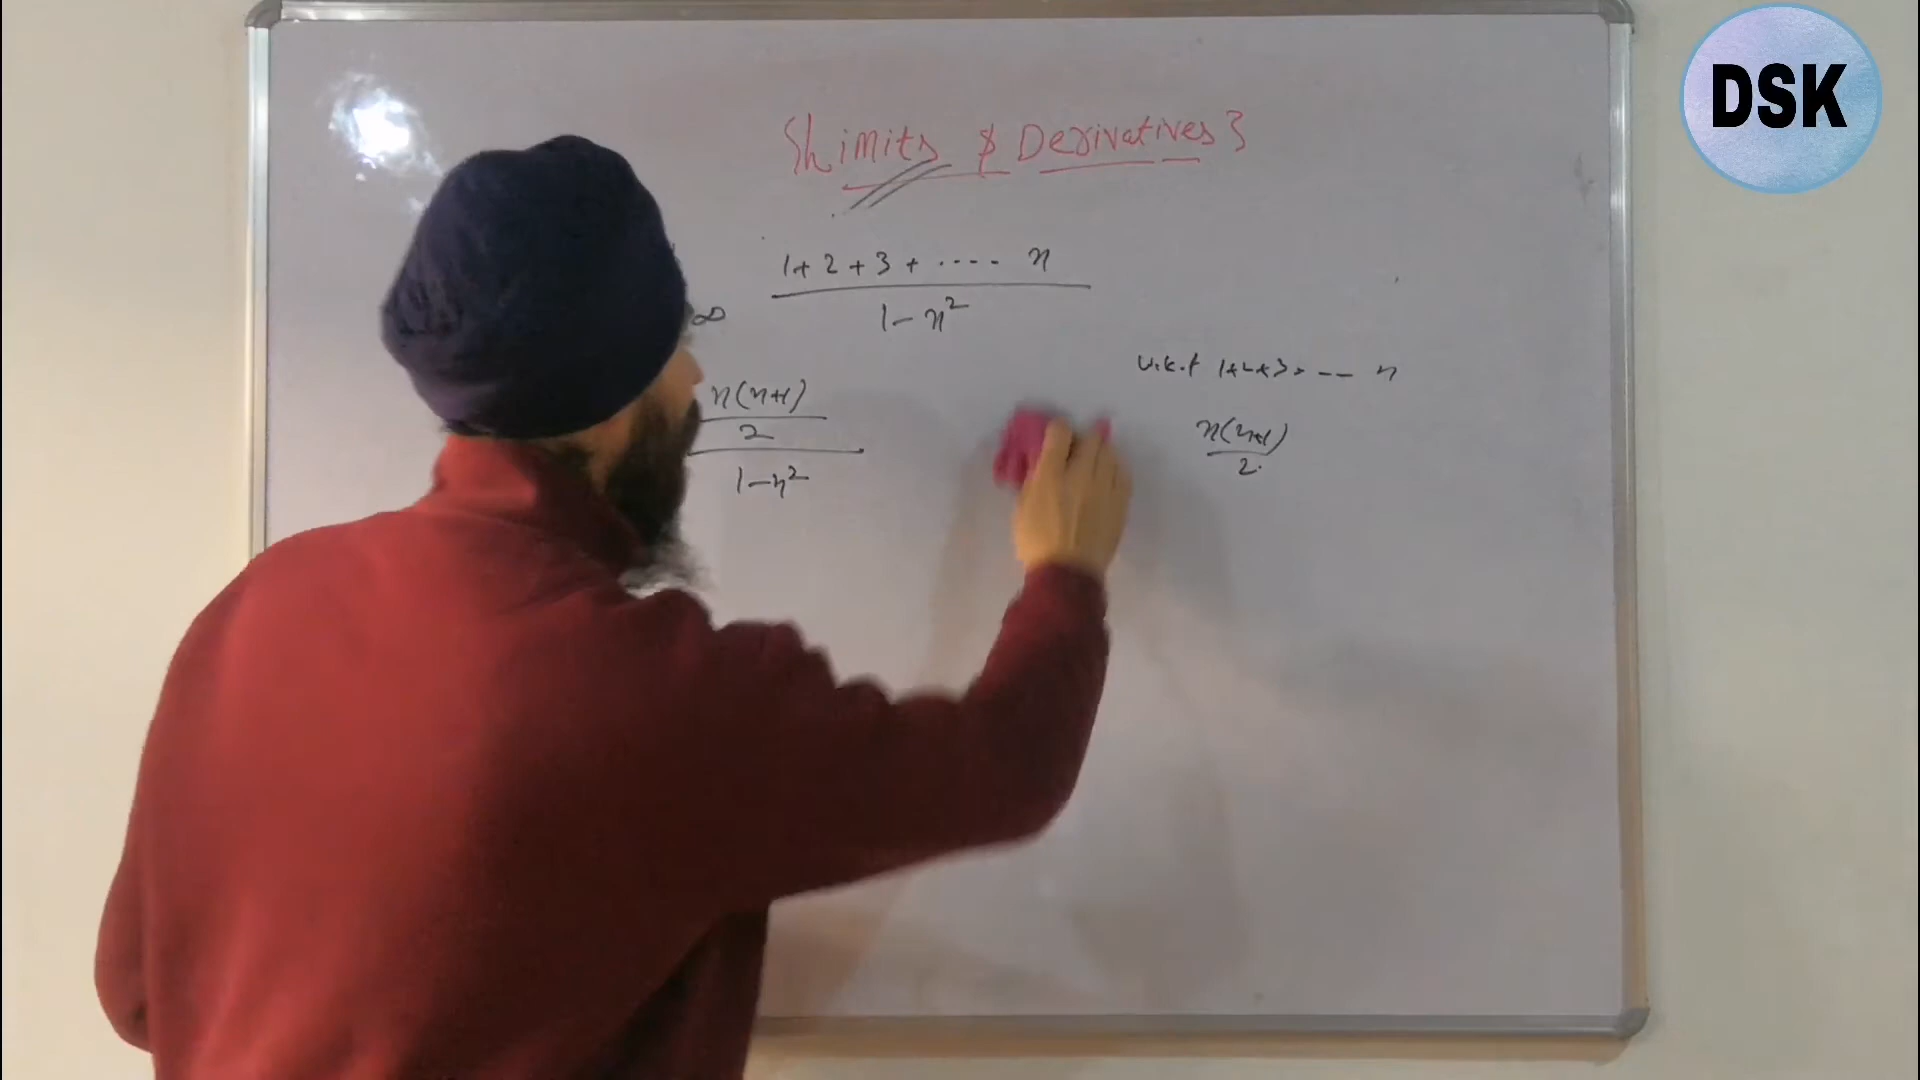 DSK
{Limits & Derivatives}
1+2+3+ ---- n
1-n²
∞
w.k.t 1+2+3+ --- n
n(n+1)
2
1-n²
n(n+1)
2.